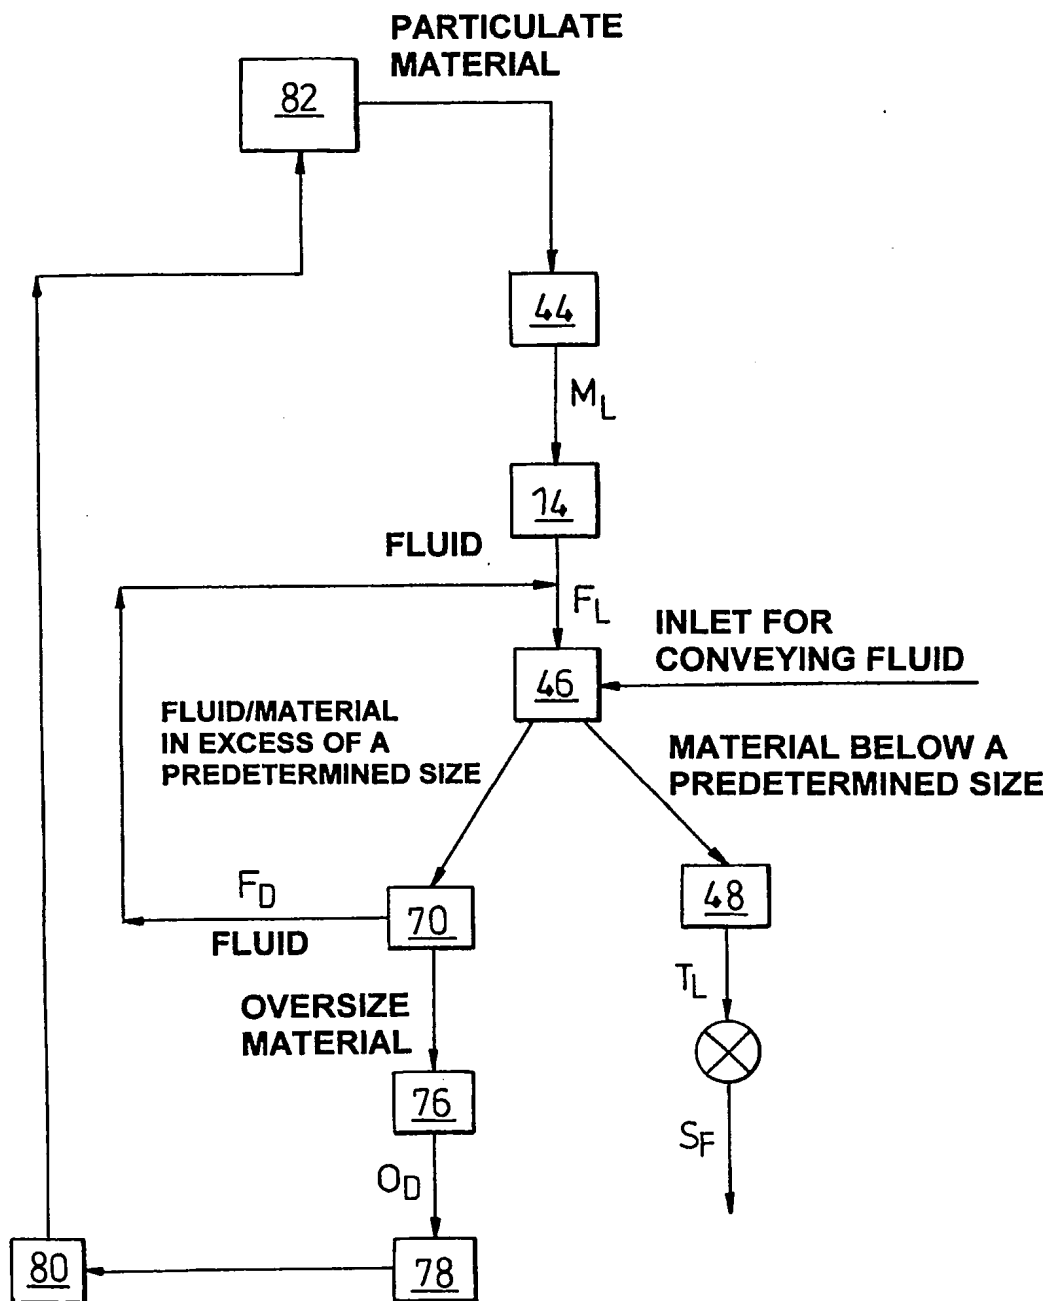 PARTICULATE
MATERIAL
82
44
ML
14
FLUID
FL
INLET FOR
CONVEYING FLUID
46
FLUID/MATERIAL
IN EXCESS OF A
PREDETERMINED SIZE
MATERIAL BELOW A
PREDETERMINED SIZE
FD
70
48
FLUID
TL
OVERSIZE
MATERIAL
76
SF
OD
80
78